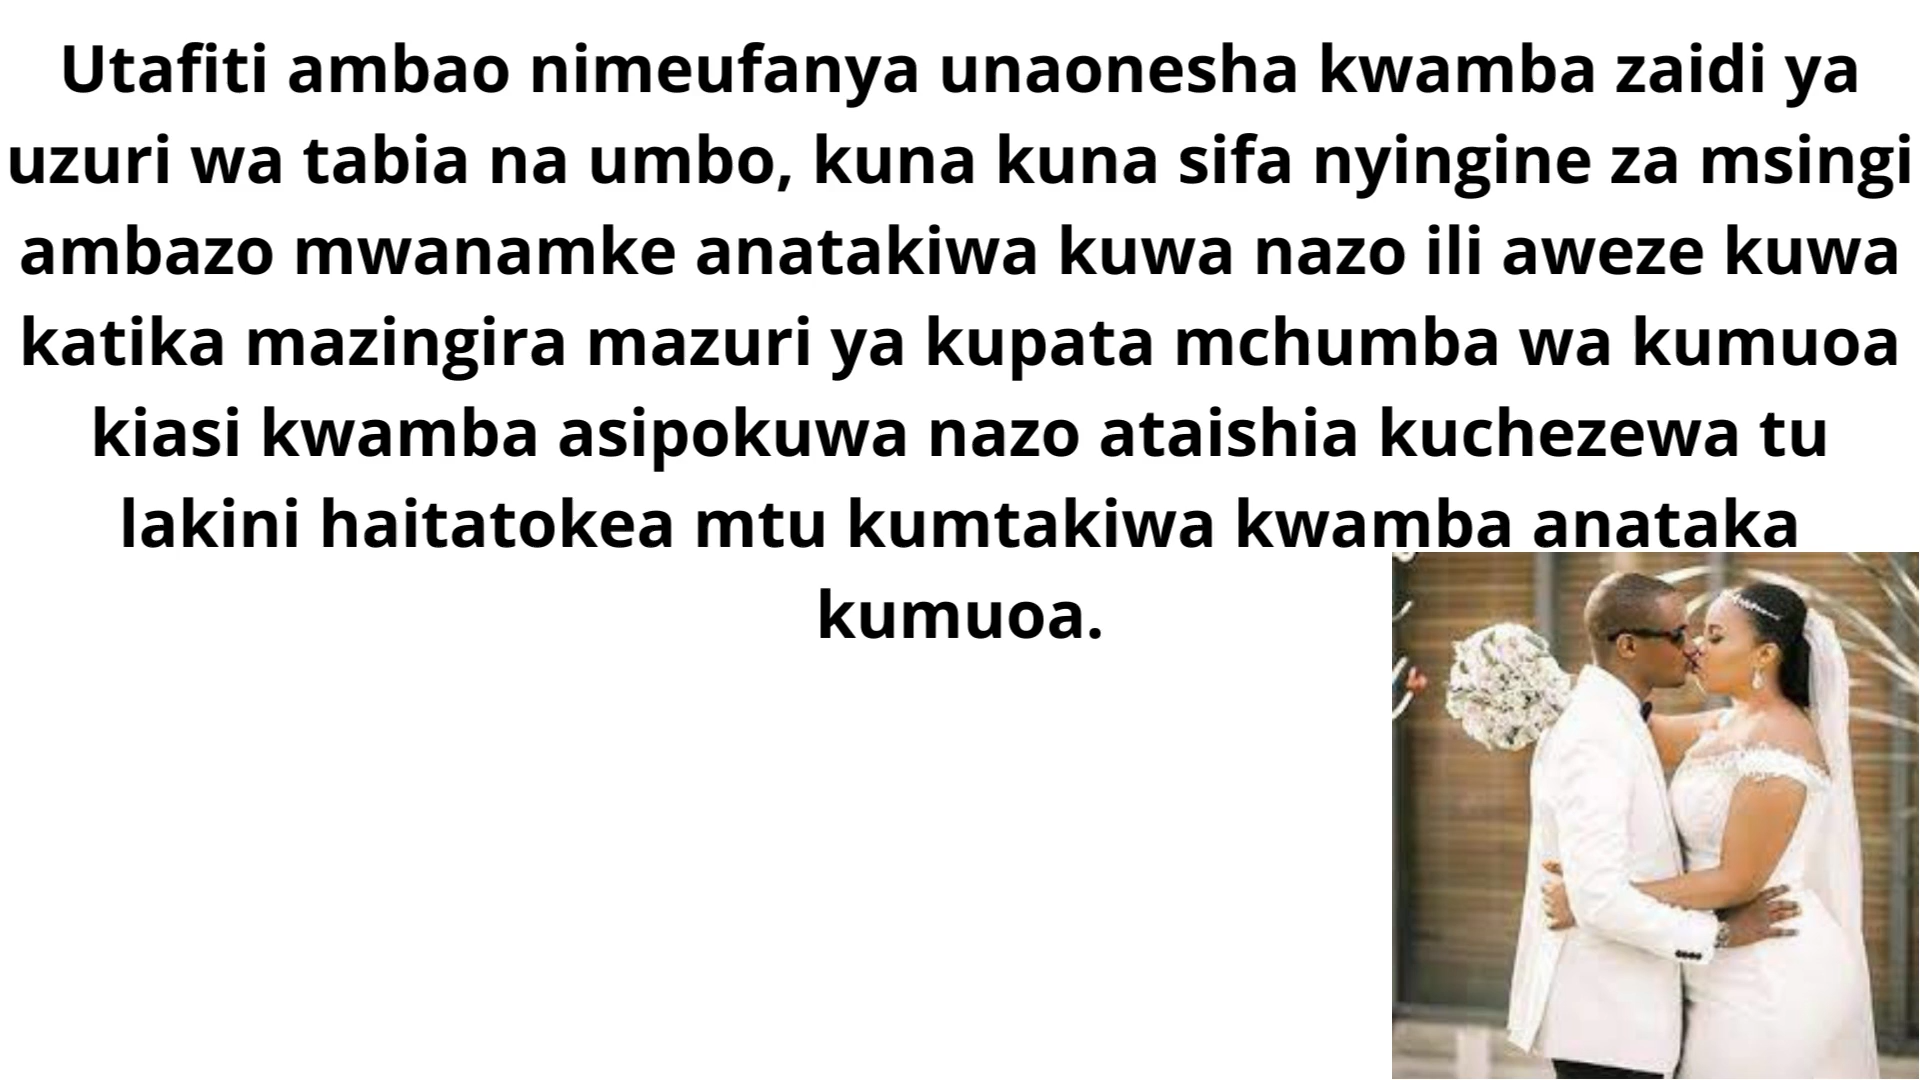 Utafiti ambao nimeufanya unaonesha kwamba zaidi ya
uzuri wa tabia na umbo, kuna kuna sifa nyingine za msingi
ambazo mwanamke anatakiwa kuwa nazo ili aweze kuwa
katika mazingira mazuri ya kupata mchumba wa kumuoa
kiasi kwamba asipokuwa nazo ataishia kuchezewa tu
lakini haitatokea mtu kumtakiwa kwamba anataka
kumuoa.